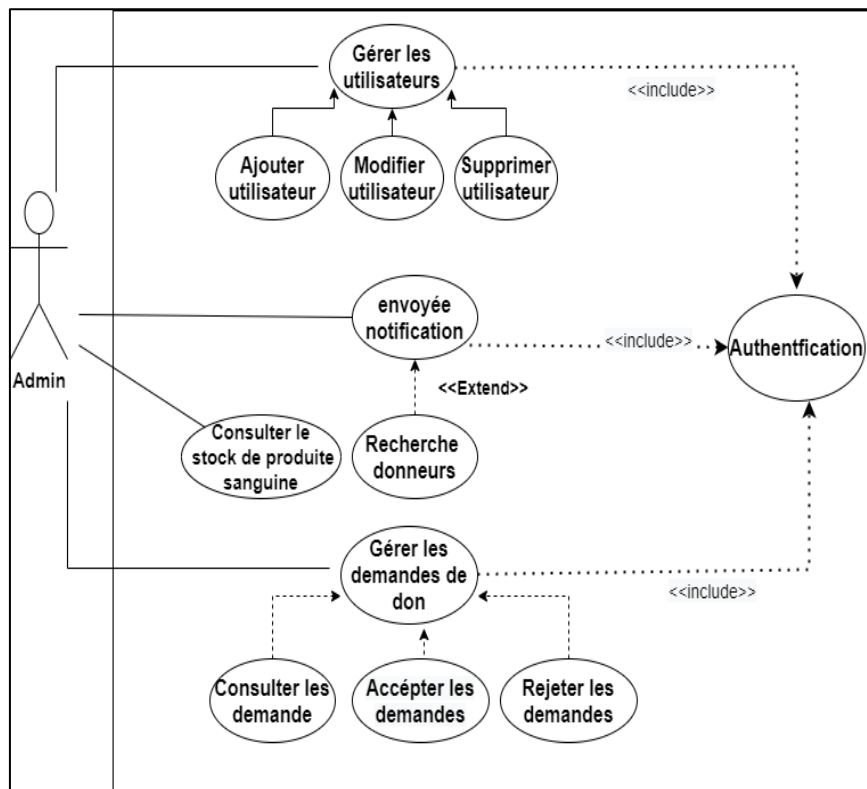 Gérer les
utilisateurs
<<include>>
Ajouter
utilisateur
Modifier
utilisateur
Supprimer
utilisateur
envoyée
notification
<<include>>
Authentfication
Admin
<<Extend>>
Consulter le
stock de produite
sanguine
Recherche
donneurs
Gérer les
demandes de
don
<<include>>
Consulter les
demande
Accépter les
demandes
Rejeter les
demandes